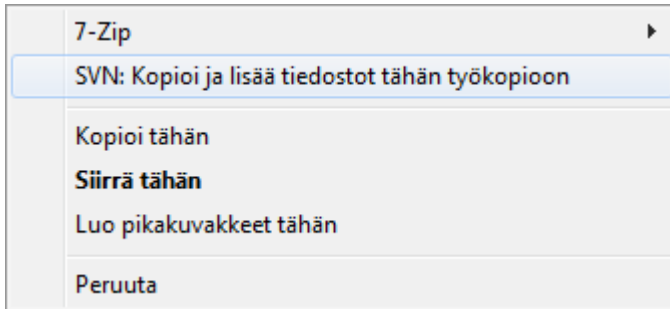 7-Zip
SVN: Kopioi ja lisää tiedostot tähän työkopioon
Kopioi tähän
Siirrä tähän
Luo pikakuvakkeet tähän
Peruuta